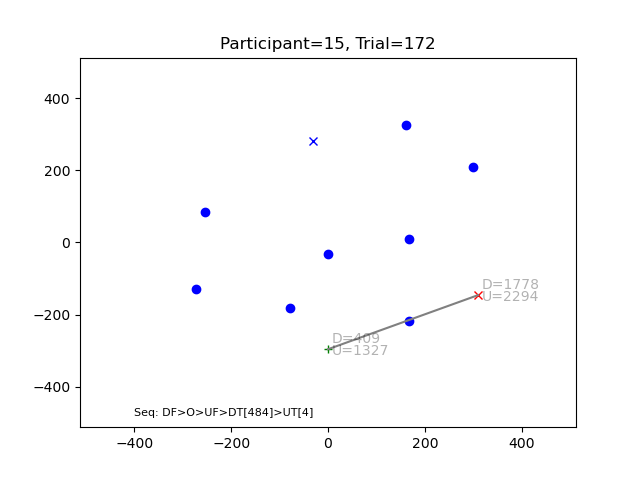 Participant=15, Trial=172
400
200
0
−200
−400
D=1778
U=2294
D=409
U=1327
Seq: DF>O>UF>DT[484]>UT[4]
−400
−200
0
200
400